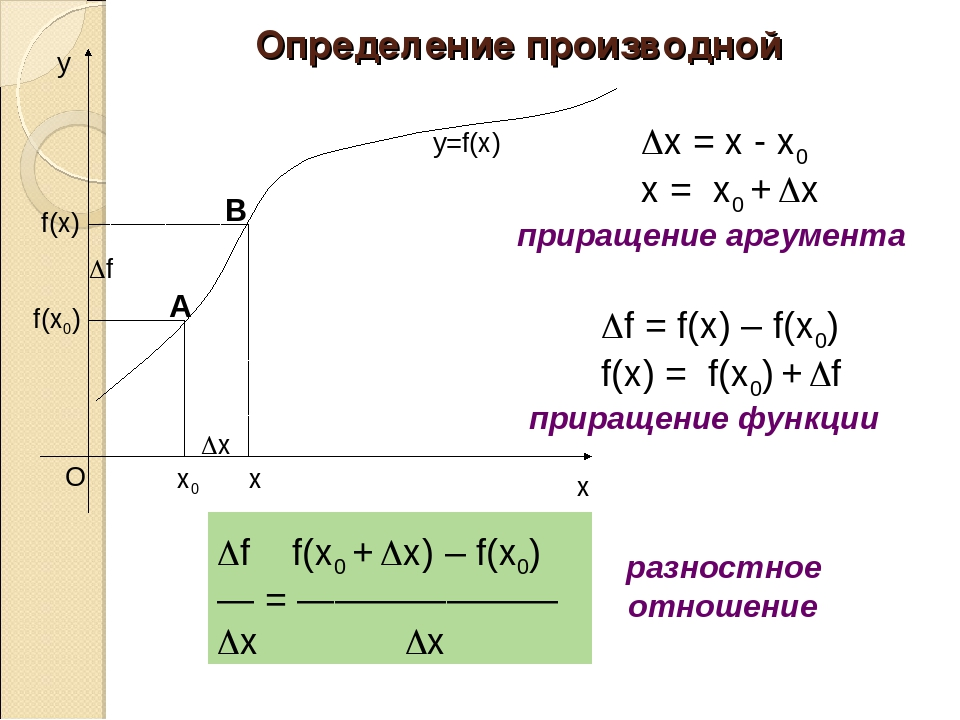 Определение производной
y
y=f(x)
∆x = x - x₀
x = x₀ + ∆x
приращение аргумента
B
f(x)
∆f
A
f(x₀)
∆f = f(x) – f(x₀)
f(x) = f(x₀) + ∆f
приращение функции
∆x
O
x₀
x
x
∆f f(x₀ + ∆x) – f(x₀)
— = ———————
∆x ∆x
разностное
отношение